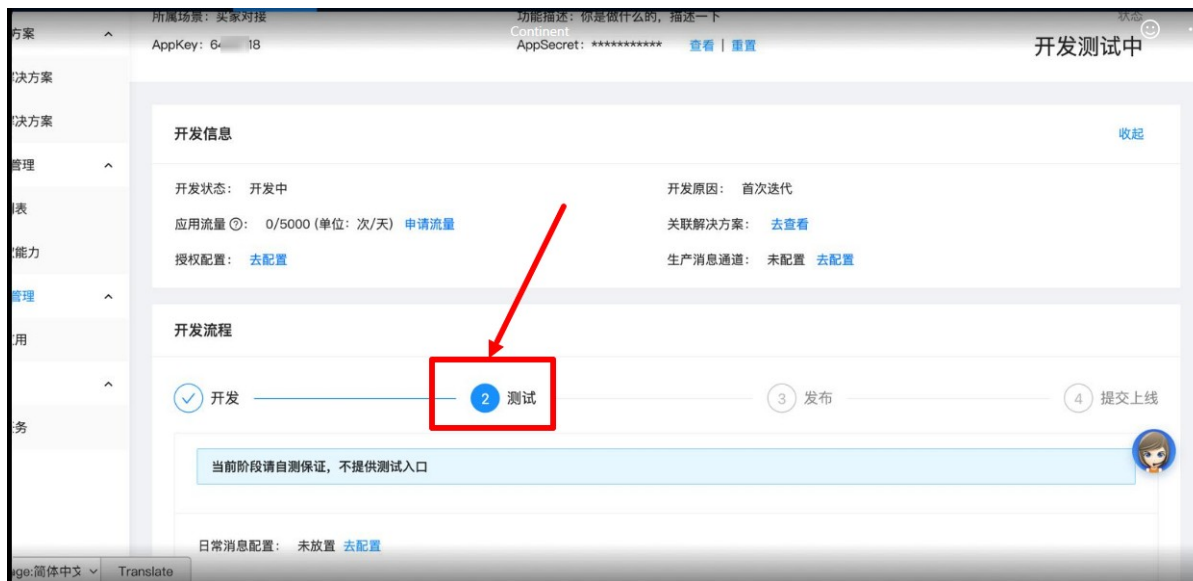 所属场景：买家对接
功能描述：你是做什么的，描述一下
状态
Continent
AppKey：6 18
AppSecret：*********** 查看 | 重置
开发测试中
方案
决方案
决方案
管理
表
能力
管理
用
务
开发信息
收起
开发状态： 开发中
开发原因： 首次迭代
应用流量?： 0/5000 (单位：次/天) 申请流量
关联解决方案： 去查看
授权配置： 去配置
生产消息通道： 未配置 去配置
开发流程
开发
2 测试
3 发布
4 提交上线
当前阶段请自测保证，不提供测试入口
日常消息配置： 未放置 去配置
age:简体中文
Translate